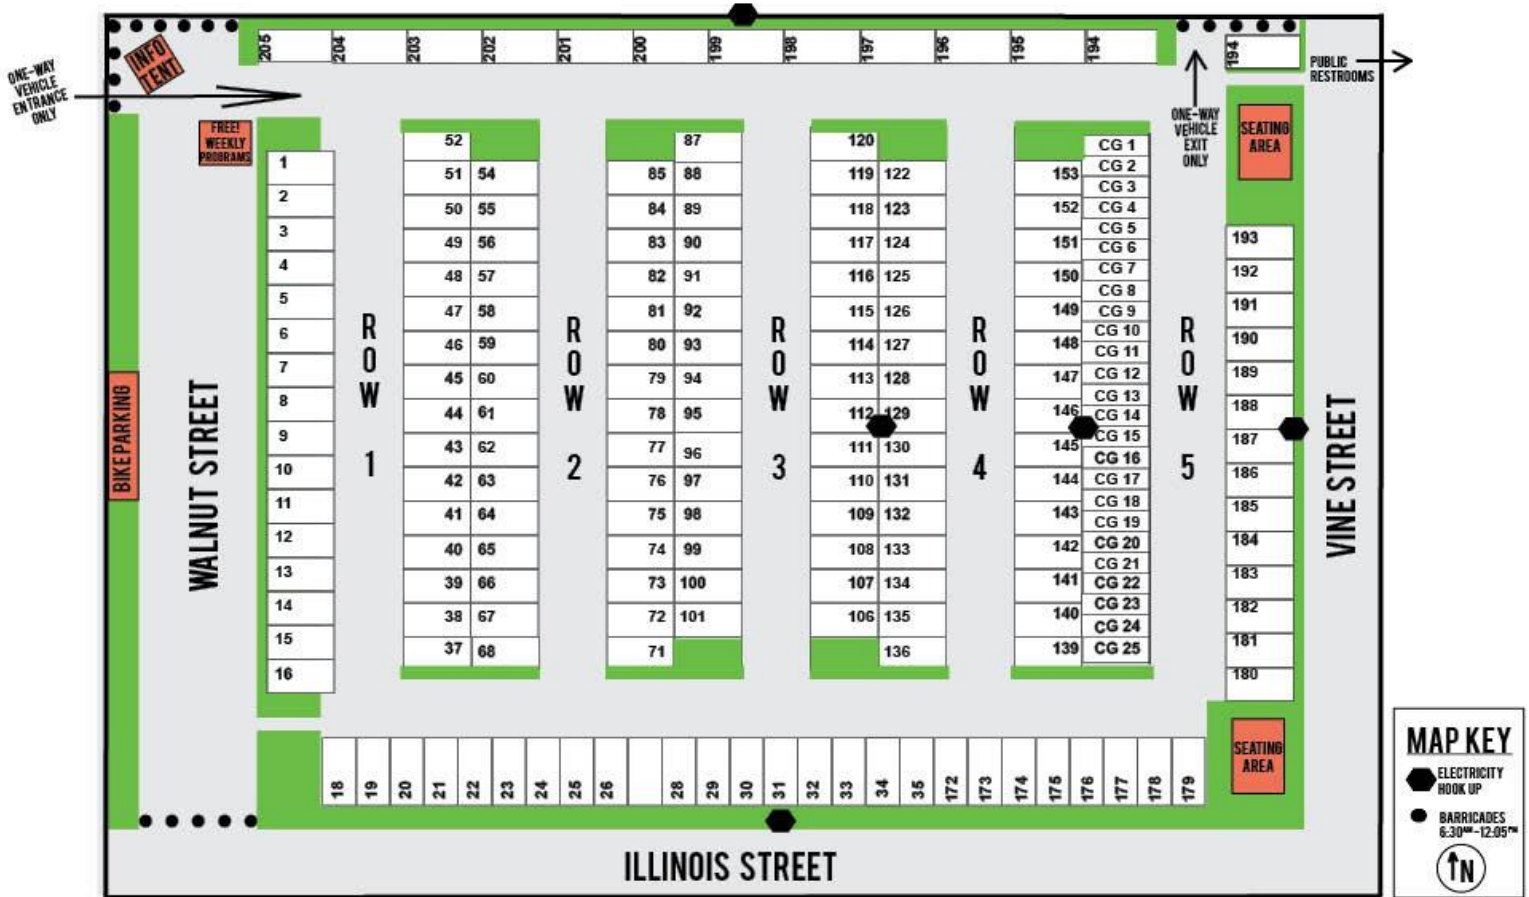 INFO
TENT
205
204
203
202
201
200
199
198
197
196
195
194
194
PUBLIC
RESTROOMS
ONE-WAY
VEHICLE
ENTRANCE
ONLY
ONE-WAY
VEHICLE
EXIT
ONLY
FREE!
WEEKLY
PROGRAMS
SEATING
AREA
1
2
3
4
5
6
7
8
9
10
11
12
13
14
15
16
ROW
1
52
51 54
50 55
49 56
48 57
47 58
46 59
45 60
44 61
43 62
42 63
41 64
40 65
39 66
38 67
37 68
ROW
2
87
85 88
84 89
83 90
82 91
81 92
80 93
79 94
78 95
77 96
76 97
75 98
74 99
73 100
72 101
71
ROW
3
120
119 122
118 123
117 124
116 125
115 126
114 127
113 128
112 129
111 130
110 131
109 132
108 133
107 134
106 135
136
ROW
4
153
152
151
150
149
148
147
146
145
144
143
142
141
140
139
CG 1
CG 2
CG 3
CG 4
CG 5
CG 6
CG 7
CG 8
CG 9
CG 10
CG 11
CG 12
CG 13
CG 14
CG 15
CG 16
CG 17
CG 18
CG 19
CG 20
CG 21
CG 22
CG 23
CG 24
CG 25
ROW
5
193
192
191
190
189
188
187
186
185
184
183
182
181
180
BIKE PARKING
WALNUT STREET
VINE STREET
18
19
20
21
22
23
24
25
26
28
29
30
31
32
33
34
35
172
173
174
175
176
177
178
179
SEATING
AREA
ILLINOIS STREET
MAP KEY
ELECTRICITY
HOOK UP
BARRICADES
6:30AM-12:05PM
N